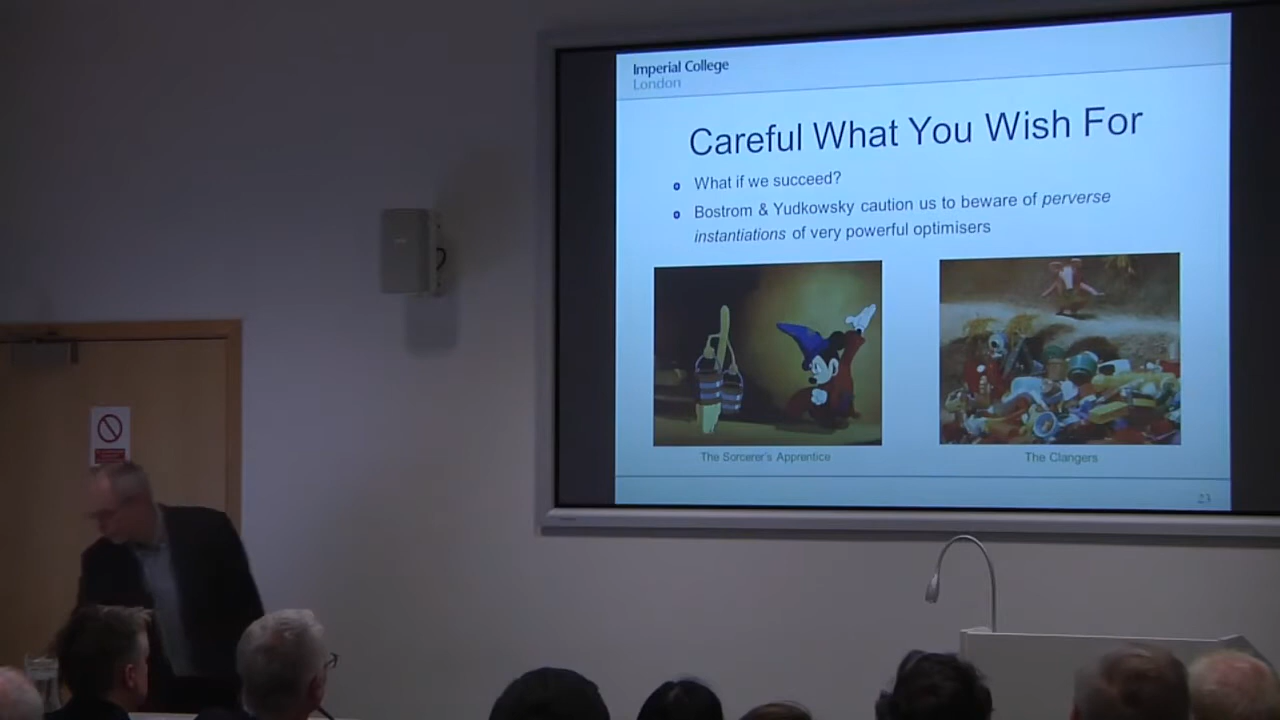 Imperial College
London
Careful What You Wish For
What if we succeed?
Bostrom & Yudkowsky caution us to beware of perverse
instantiations of very powerful optimisers
The Sorcerer's Apprentice
The Clangers
23